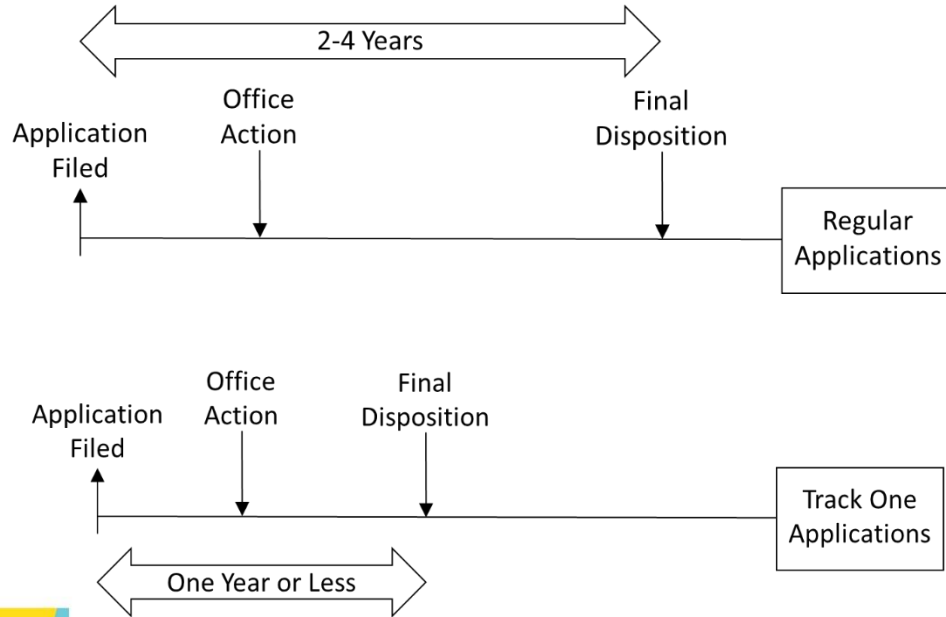 2-4 Years
Office
Action
Final
Disposition
Application
Filed
Regular
Applications
Office
Action
Final
Disposition
Application
Filed
Track One
Applications
One Year or Less